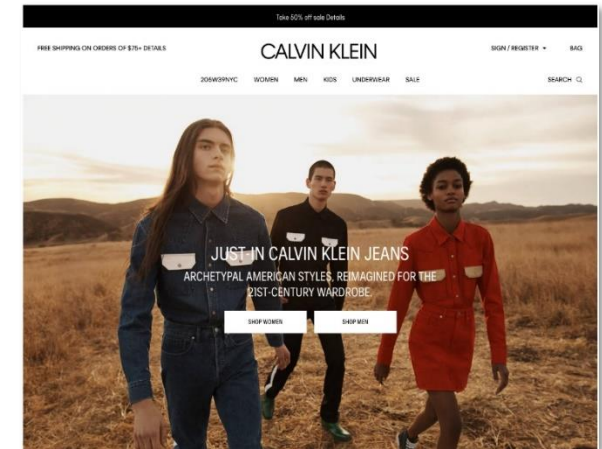 Take 50% off sale Details
FREE SHIPPING ON ORDERS OF $75+ DETAILS
CALVIN KLEIN
SIGN / REGISTER
BAG
205W39NYC WOMEN MEN KIDS UNDERWEAR SALE
SEARCH
JUST-IN CALVIN KLEIN JEANS
ARCHETYPAL AMERICAN STYLES, REIMAGINED FOR THE
21ST-CENTURY WARDROBE.
SHOP WOMEN
SHOP MEN